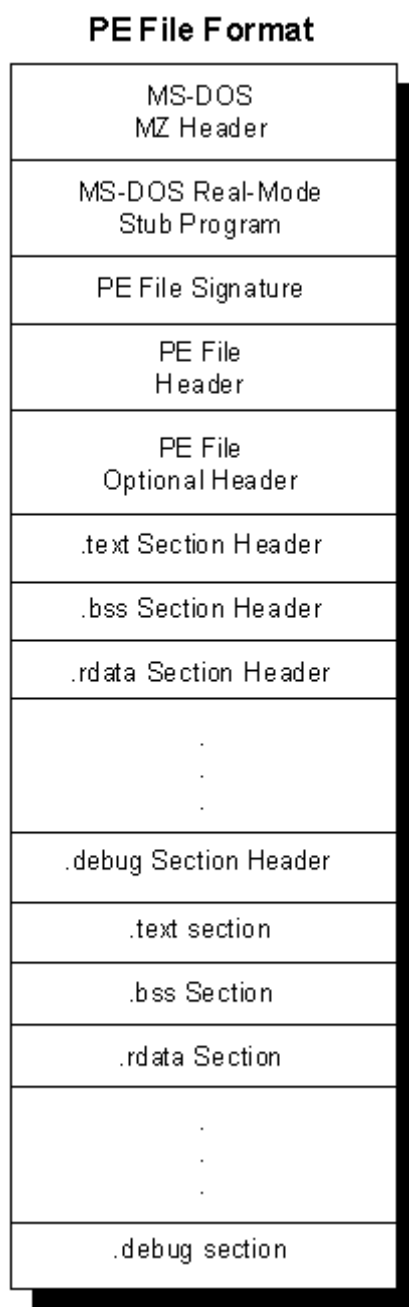 PE File Format
MS-DOS
MZ Header
MS-DOS Real-Mode
Stub Program
PE File Signature
PE File
Header
PE File
Optional Header
.text Section Header
.bss Section Header
.rdata Section Header
.
.
.
.debug Section Header
.text section
.bss Section
.rdata Section
.
.
.
.debug section